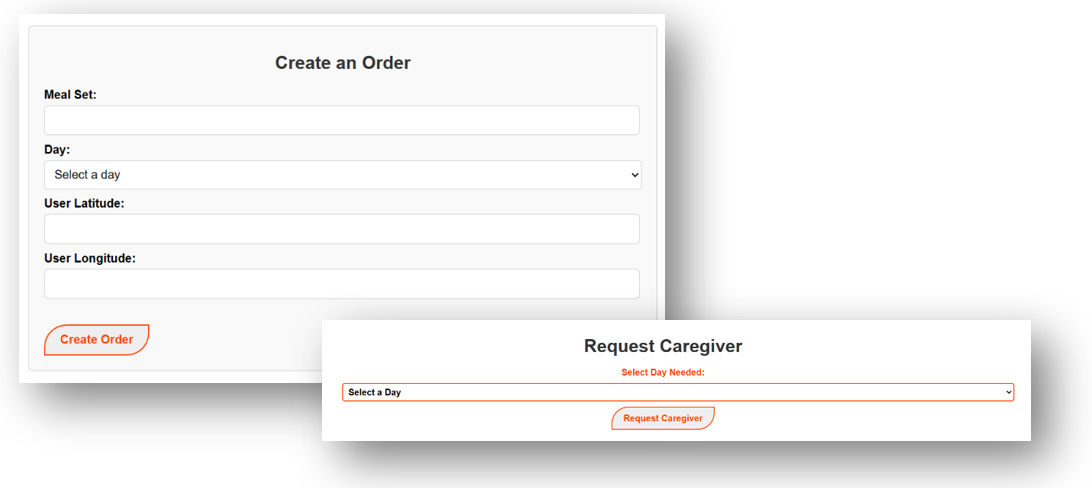 Create an Order
Meal Set:
Day:
Select a day
User Latitude:
User Longitude:
Create Order
Request Caregiver
Select Day Needed:
Select a Day
Request Caregiver